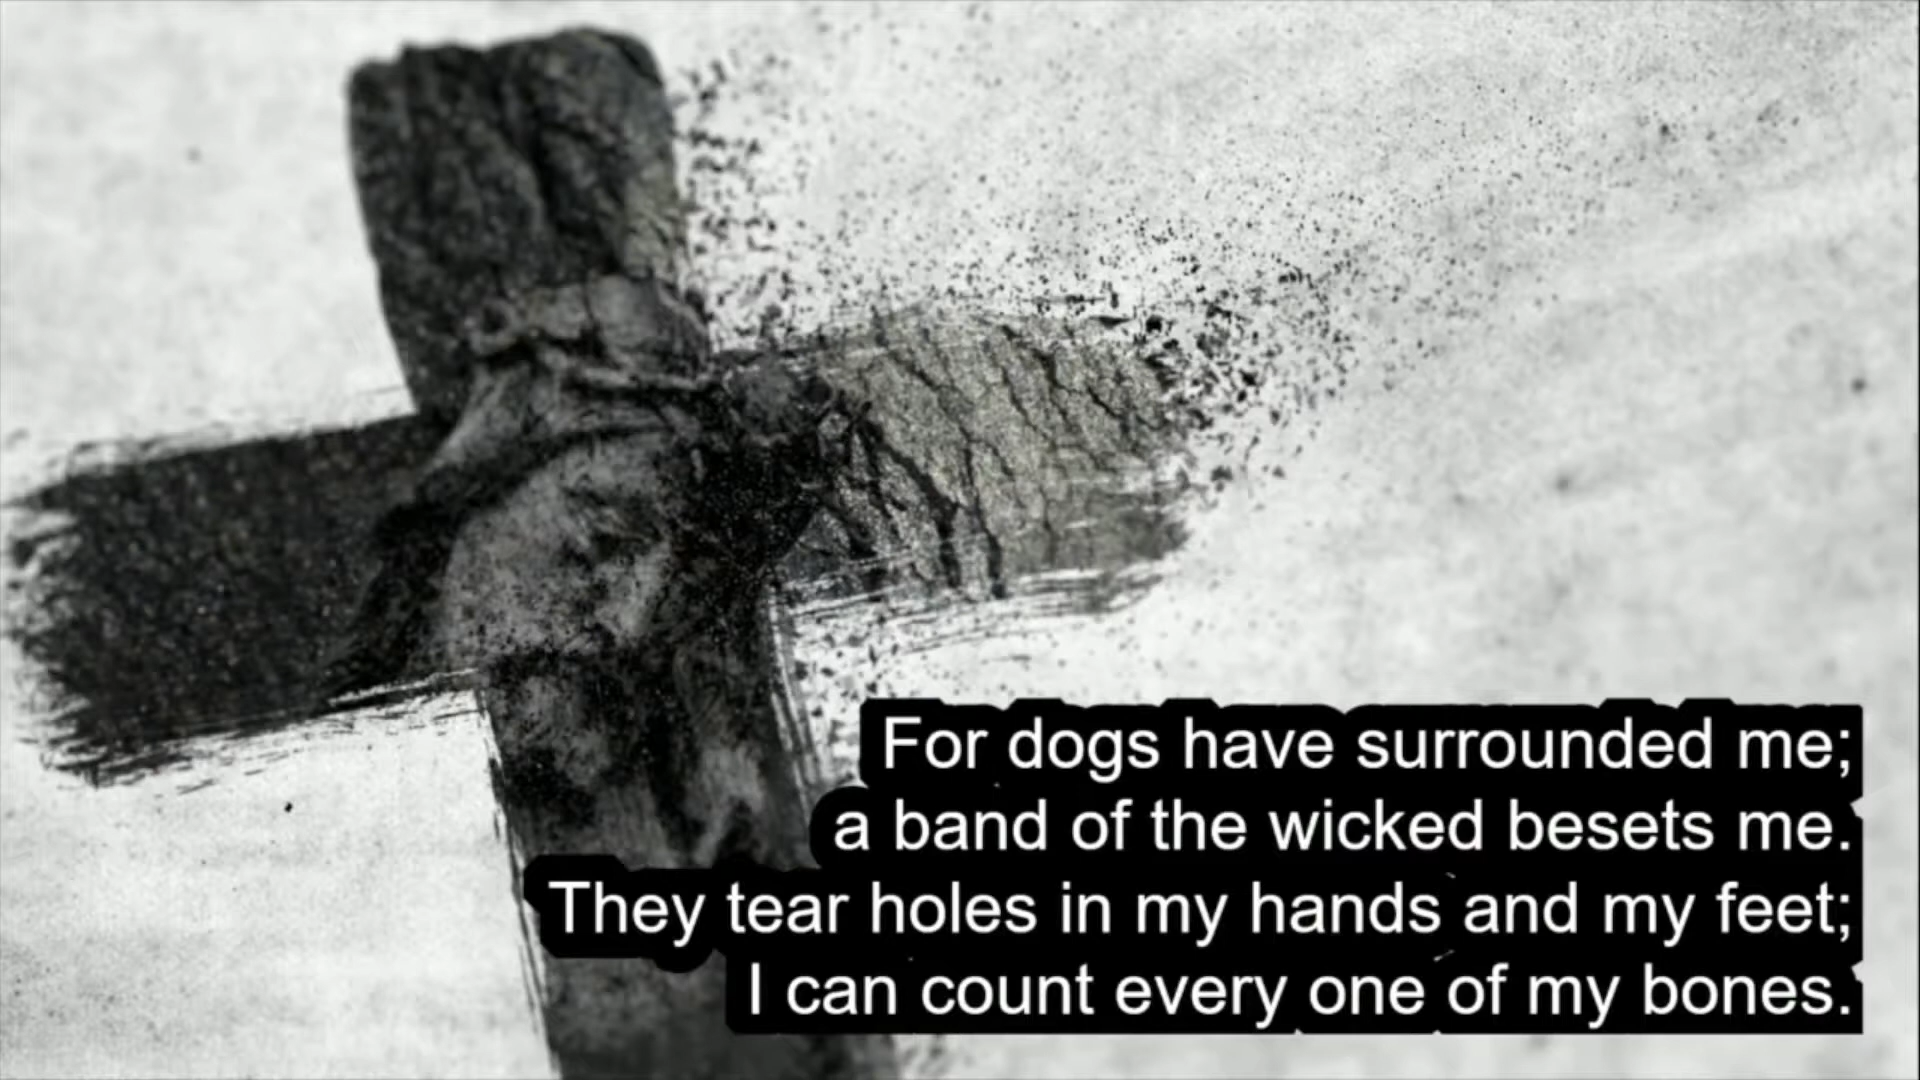 For dogs have surrounded me;
a band of the wicked besets me.
They tear holes in my hands and my feet;
I can count every one of my bones.